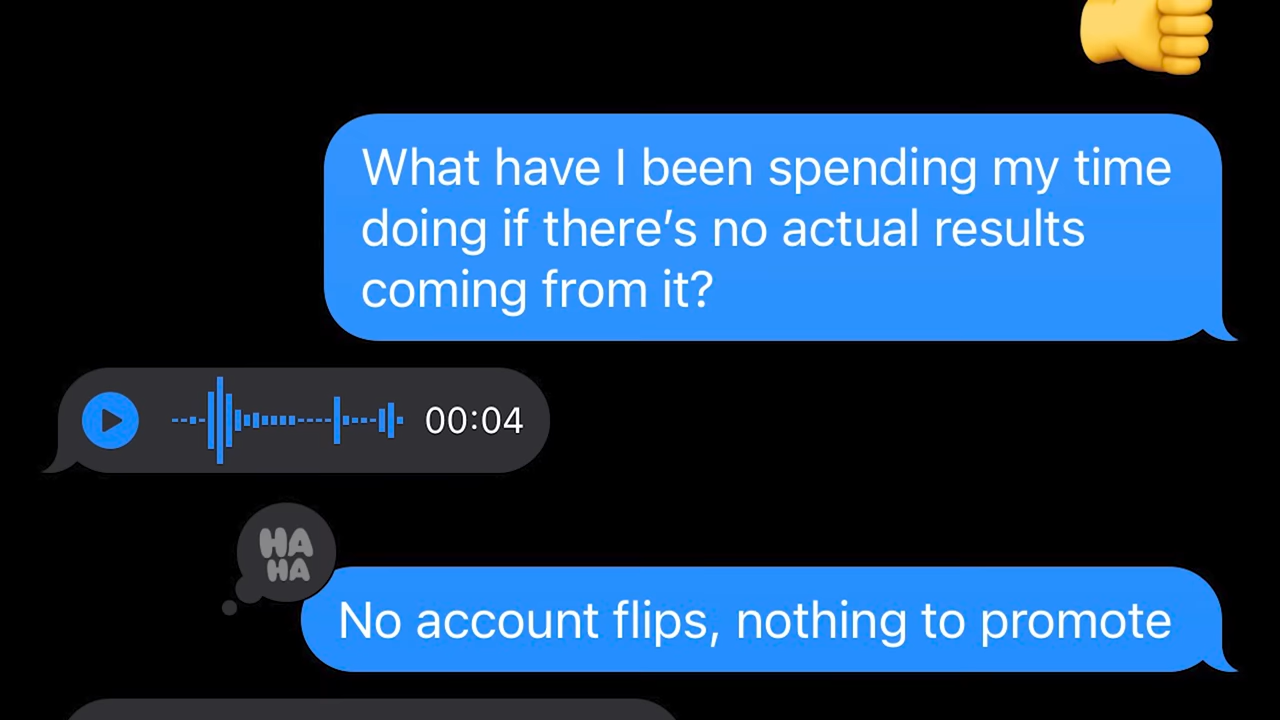 What have I been spending my time
doing if there’s no actual results
coming from it?
00:04
HA
HA
No account flips, nothing to promote